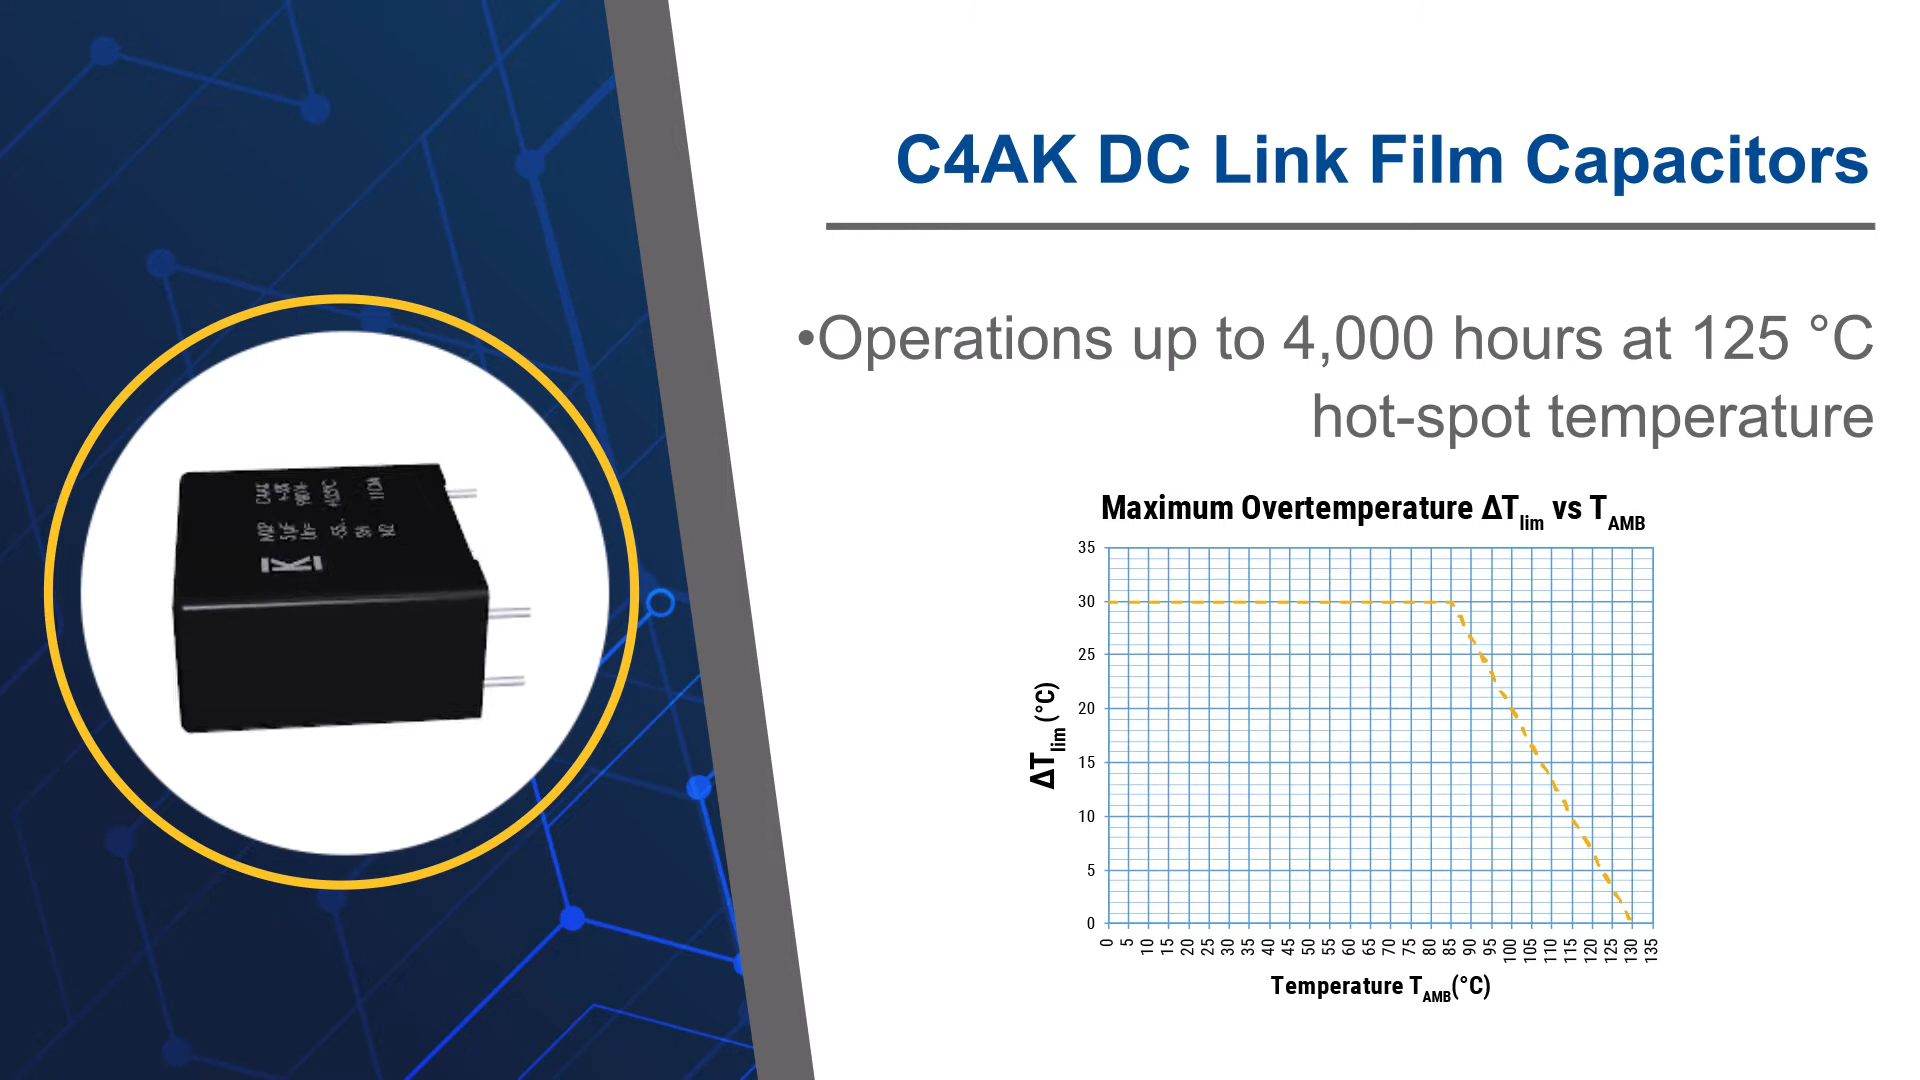 C4AK DC Link Film Capacitors
•Operations up to 4,000 hours at 125 °C
hot-spot temperature
Maximum Overtemperature ΔTlim vs TAMB
35
30
25
20
15
10
5
0
ΔTlim (°C)
0 5 10 15 20 25 30 35 40 45 50 55 60 65 70 75 80 85 90 95 100 105 110 115 120 125 130 135
Temperature TAMB(°C)
K